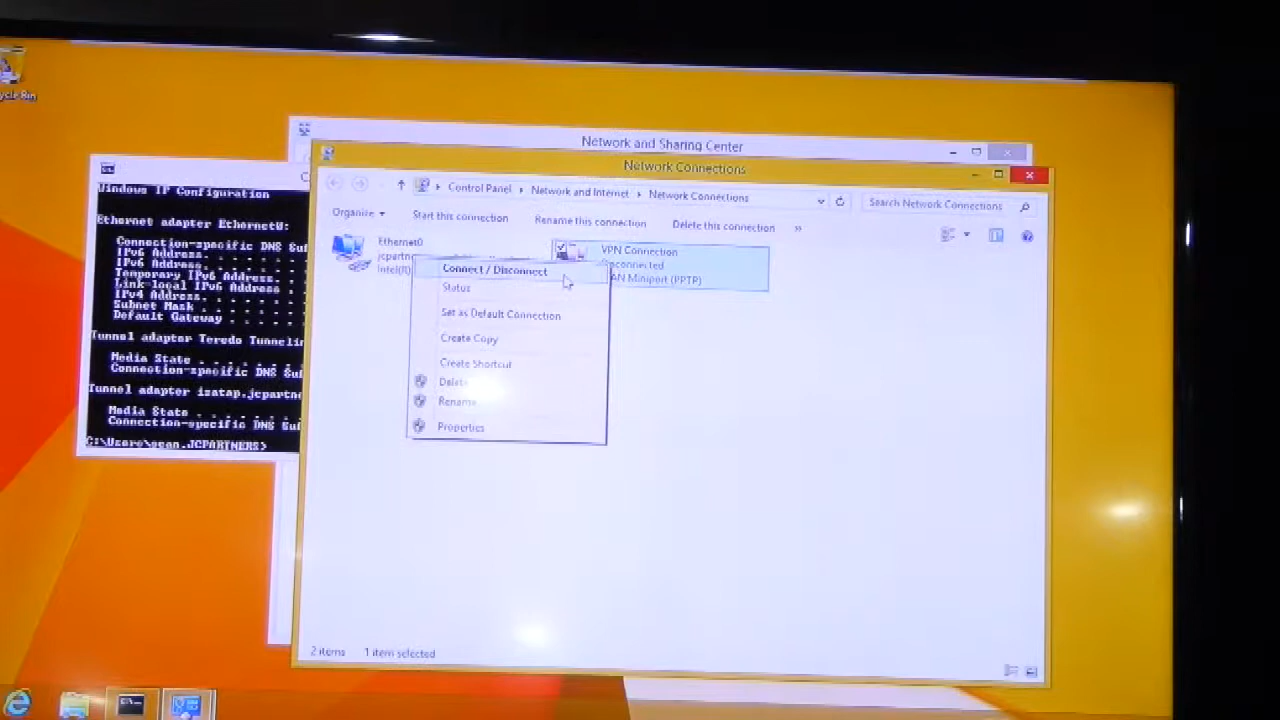 ycle Bin
Network and Sharing Center
Network Connections
Control Panel
Network and Internet
Network Connections
Search Network Connections
Organize
Start this connection
Rename this connection
Delete this connection
»
Ethernet0
jcpartn
Intel(R)
VPN Connection
Disconnected
AN Miniport (PPTP)
Connect / Disconnect
Status
Set as Default Connection
Create Copy
Create Shortcut
Delete
Rename
Properties
2 items
1 item selected
Windows IP Configuration
Ethernet adapter Ethernet0:
Connection-specific DNS Suf
IPv6 Address. . .
IPv6 Address. . .
Temporary IPv6 Address.
Link-local IPv6 Address
IPv4 Address. . .
Subnet Mask . . .
Default Gateway . . .
Tunnel adapter Teredo Tunnelin
Media State . . .
Connection-specific DNS Suf
Tunnel adapter isatap.jcpartne
Media State . . .
Connection-specific DNS Suf
C:\Users\sean.JCPARTNERS>